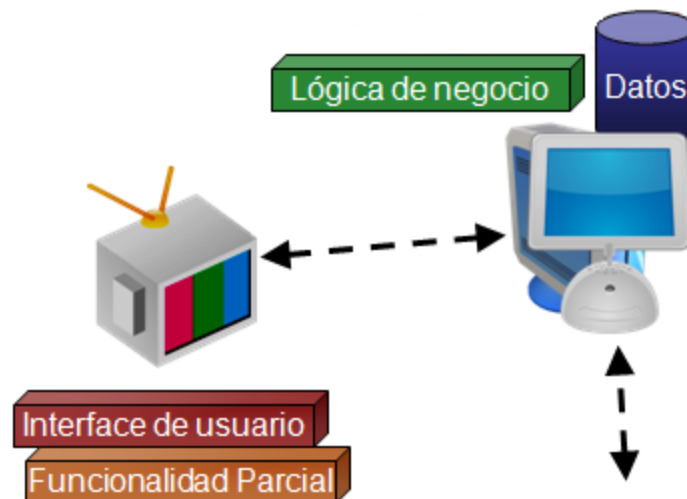 Lógica de negocio
Datos
Interface de usuario
Funcionalidad Parcial